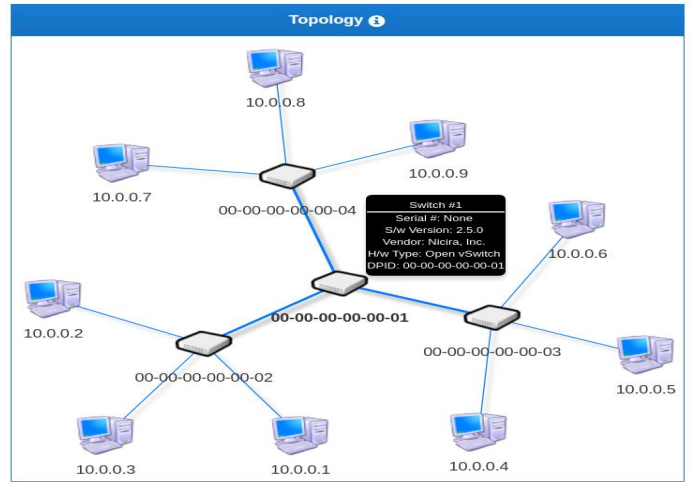 Topology
10.0.0.8
10.0.0.9
10.0.0.7
00-00-00-00-00-04
Switch #1
Serial #: None
S/w Version: 2.5.0
Vendor: Nicira, Inc.
H/w Type: Open vSwitch
DPID: 00-00-00-00-00-01
10.0.0.6
00-00-00-00-00-01
10.0.0.2
00-00-00-00-00-03
00-00-00-00-00-02
10.0.0.5
10.0.0.3
10.0.0.1
10.0.0.4